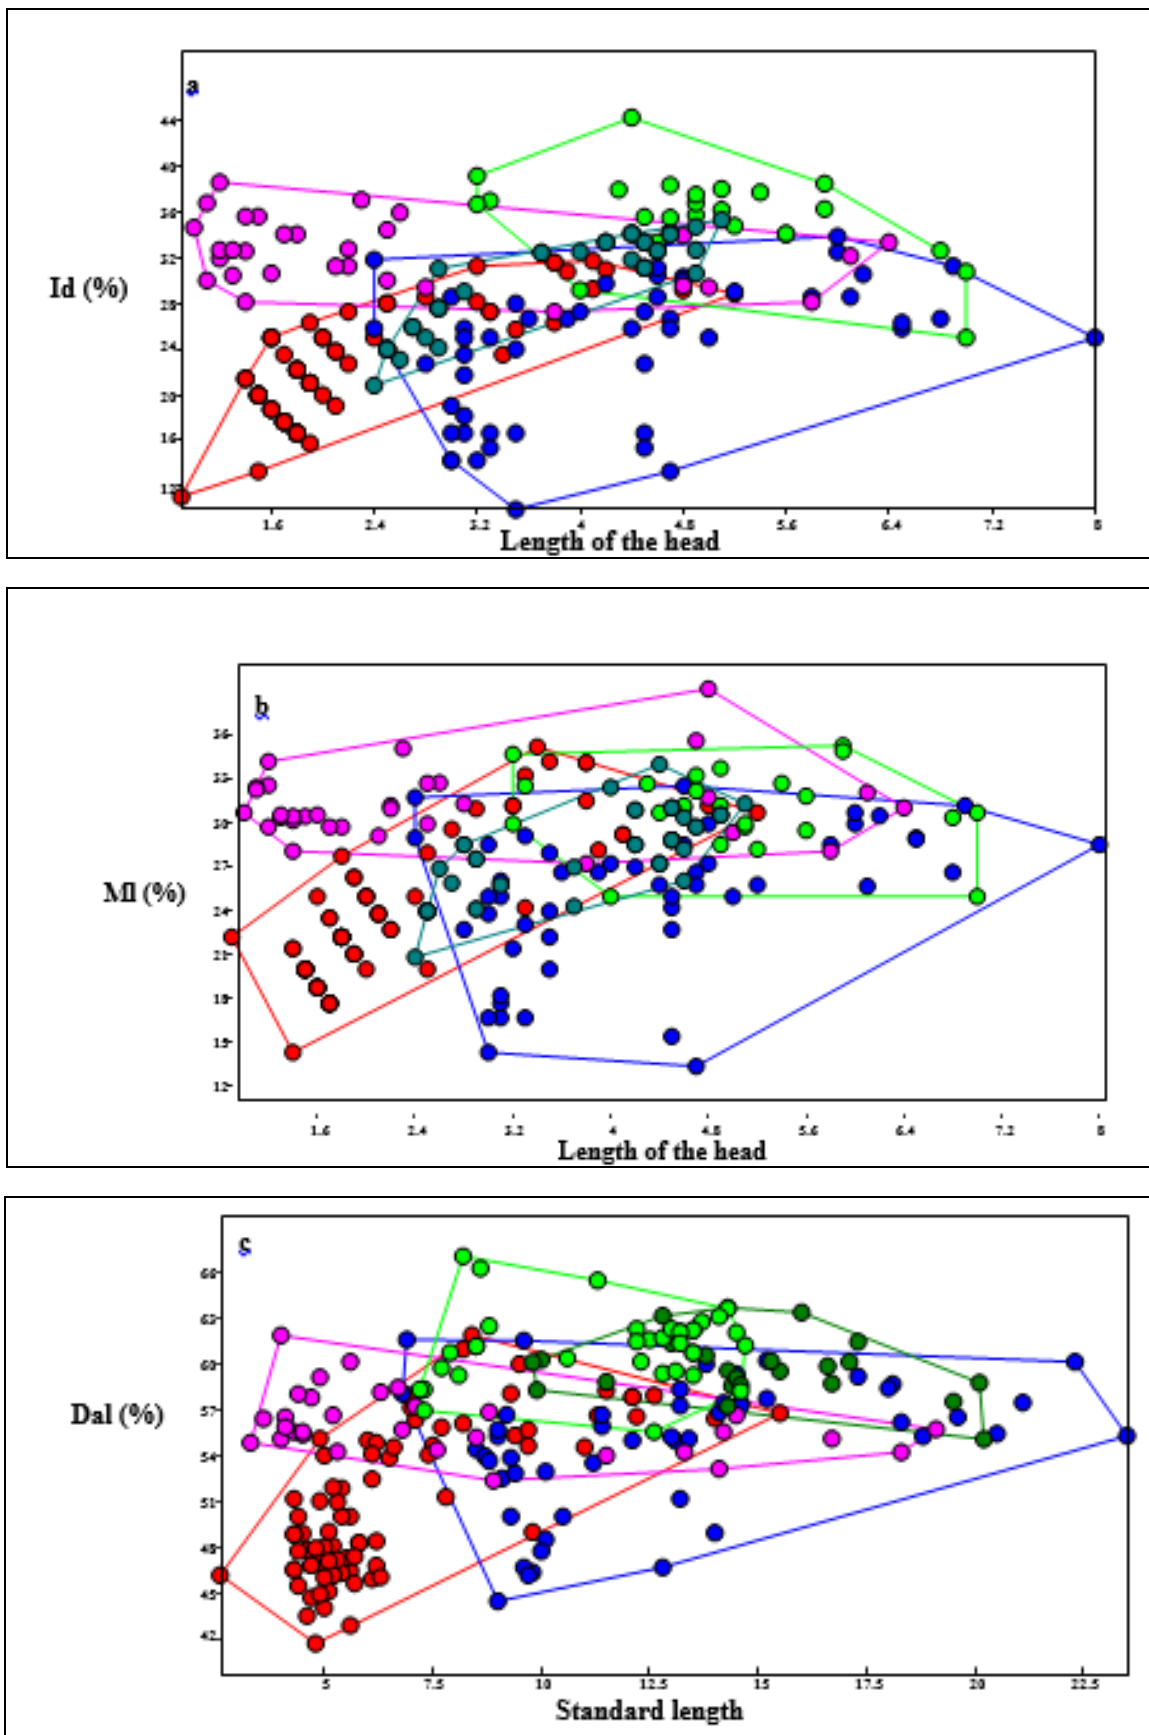 a
44
40
36
32
28
24
20
16
12
Id (%)
1.6 2.4 3.2 4 4.8 5.6 6.4 7.2 8
Length of the head
b
36
33
30
27
24
21
18
15
12
Ml (%)
1.6 2.4 3.2 4 4.8 5.6 6.4 7.2 8
Length of the head
c
66
63
60
57
54
51
48
45
42
Dal (%)
5 7.5 10 12.5 15 17.5 20 22.5
Standard length